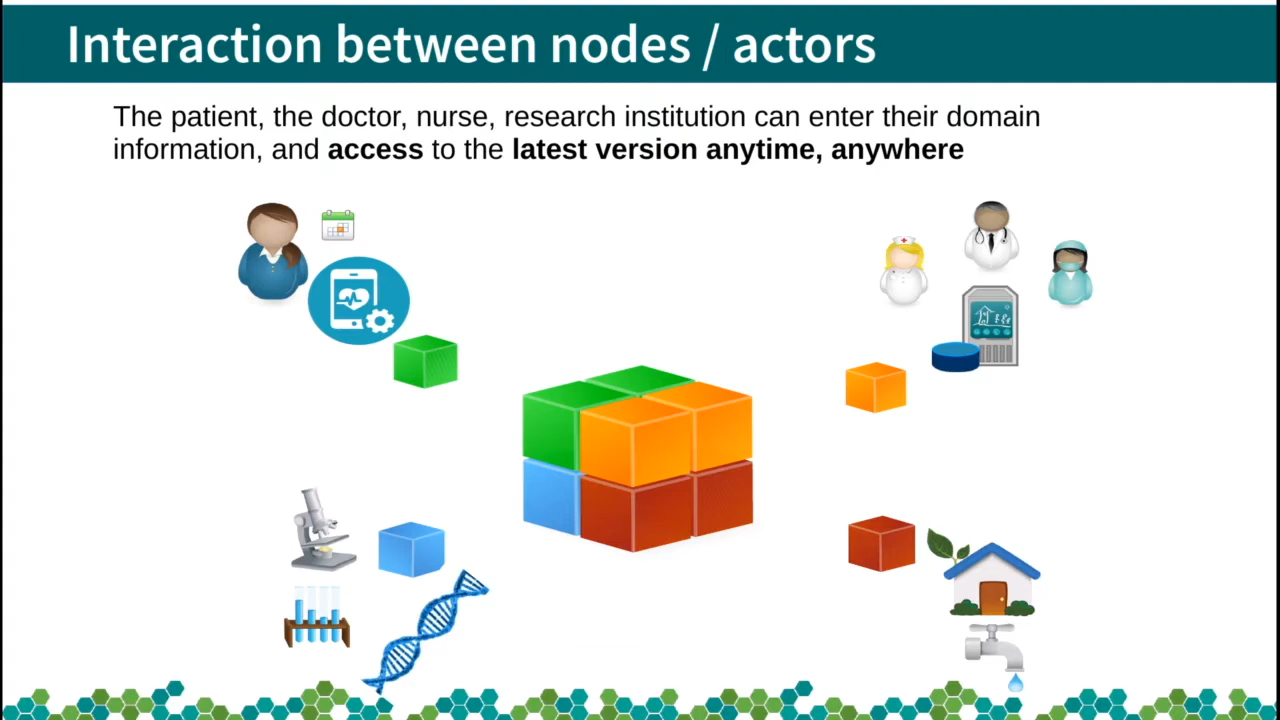 Interaction between nodes / actors
The patient, the doctor, nurse, research institution can enter their domain
information, and access to the latest version anytime, anywhere